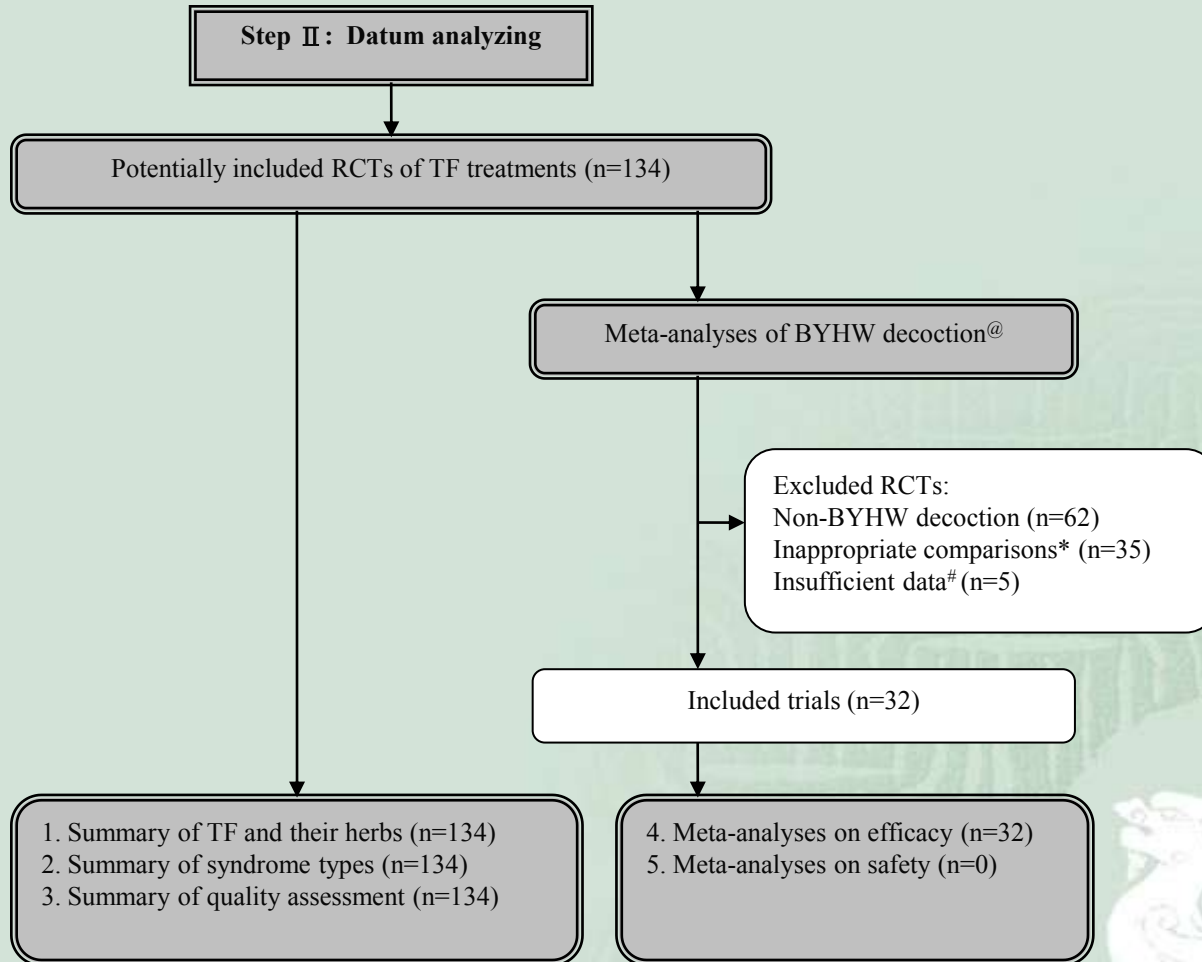 Step Ⅱ: Datum analyzing
Potentially included RCTs of TF treatments (n=134)
Meta-analyses of BYHW decoction@
Excluded RCTs:
Non-BYHW decoction (n=62)
Inappropriate comparisons* (n=35)
Insufficient data# (n=5)
Included trials (n=32)
1. Summary of TF and their herbs (n=134)
2. Summary of syndrome types (n=134)
3. Summary of quality assessment (n=134)
4. Meta-analyses on efficacy (n=32)
5. Meta-analyses on safety (n=0)